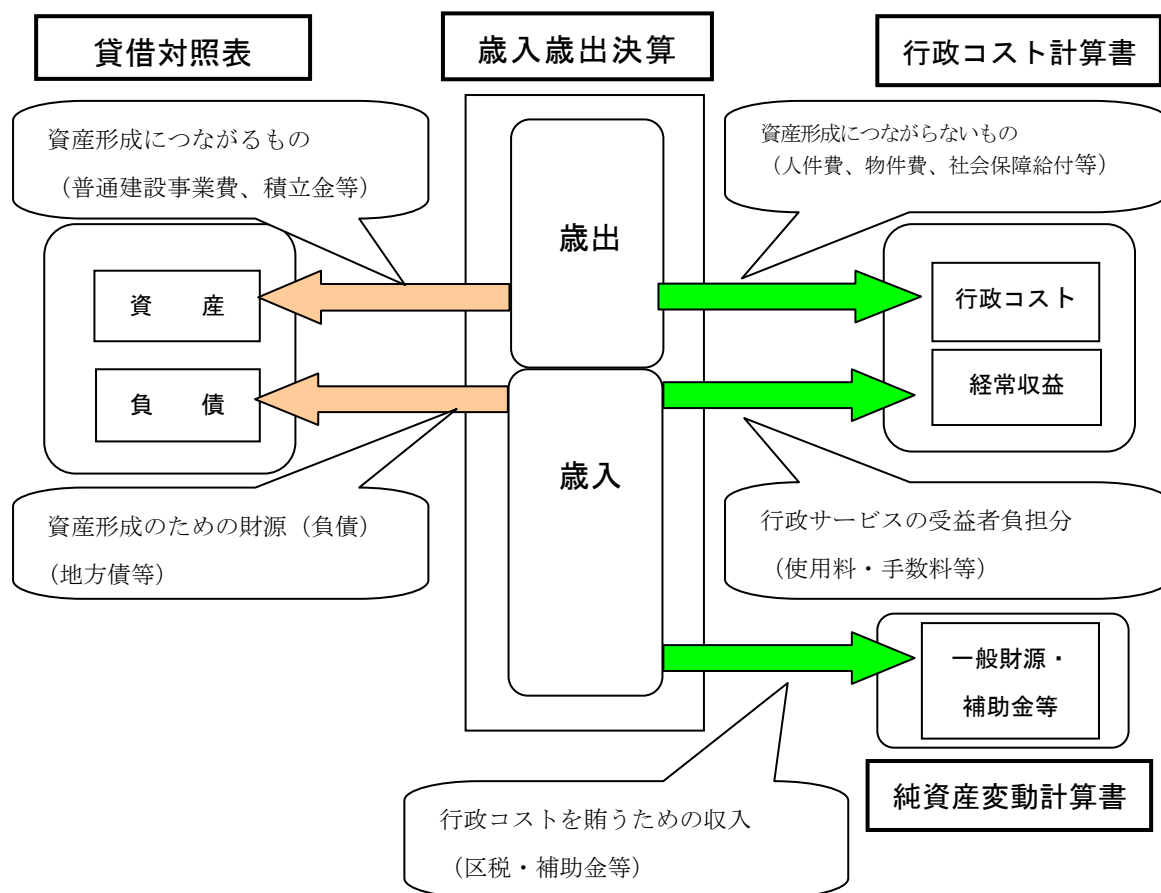 貸借対照表
歳入歳出決算
行政コスト計算書
資産形成につながるもの
（普通建設事業費、積立金等）
資産形成につながらないもの
（人件費、物件費、社会保障給付等）
歳出
資　産
行政コスト
負　債
経常収益
歳入
資産形成のための財源（負債）
（地方債等）
行政サービスの受益者負担分
（使用料・手数料等）
一般財源・
補助金等
純資産変動計算書
行政コストを賄うための収入
（区税・補助金等）